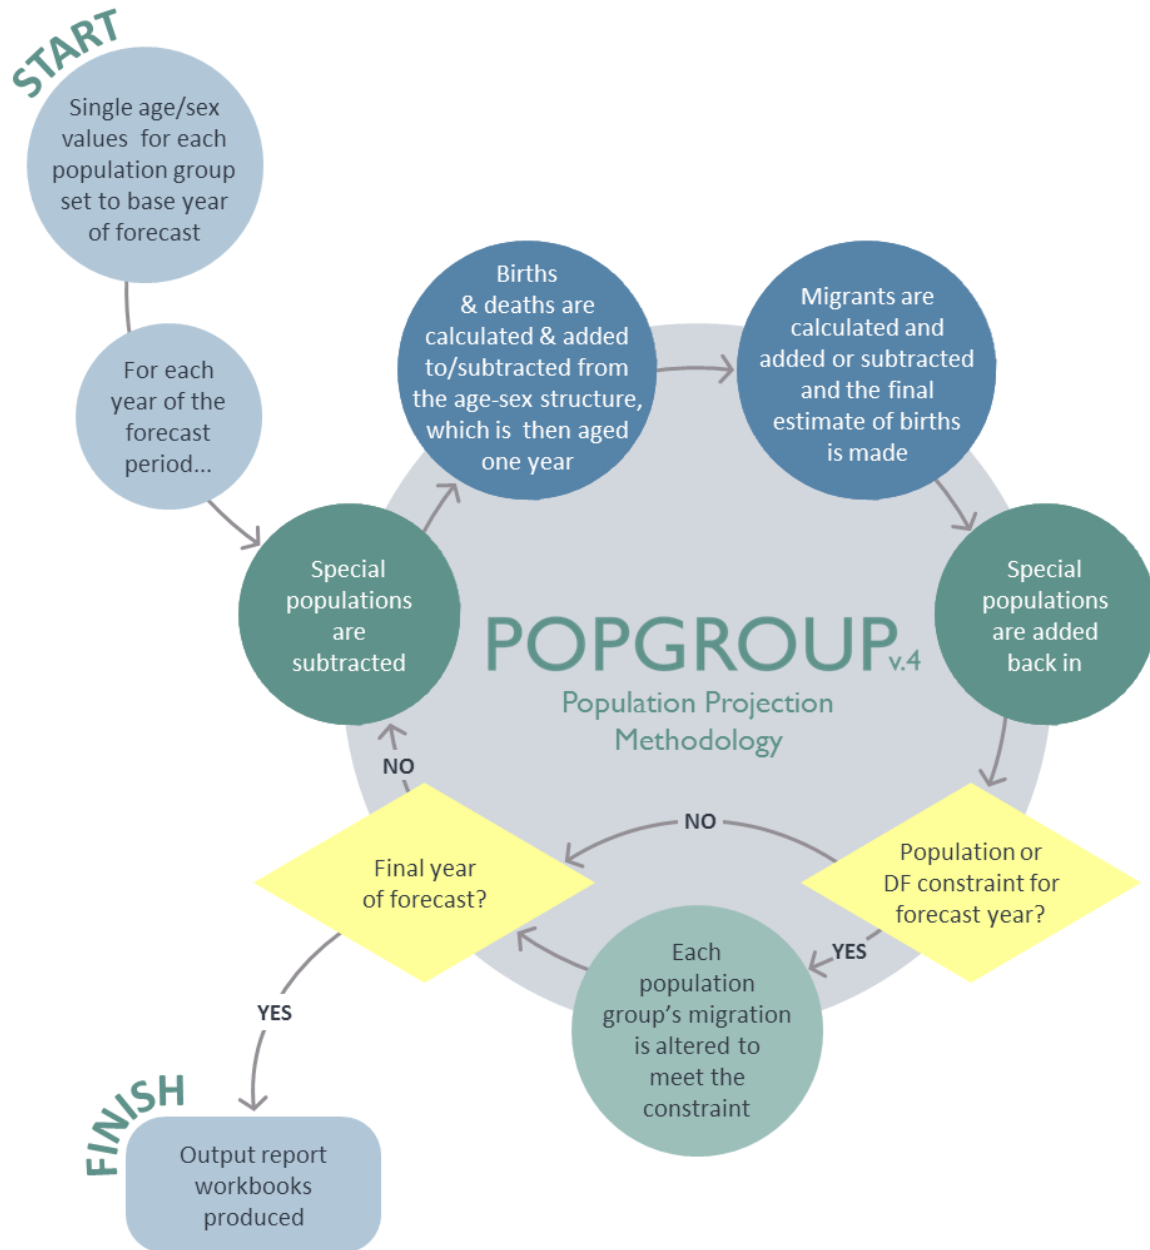 START
Single age/sex
values for each
population group
set to base year
of forecast
For each
year of the
forecast
period...
Special
populations
are
subtracted
Births
& deaths are
calculated & added
to/subtracted from
the age-sex structure,
which is then aged
one year
Migrants are
calculated and
added or subtracted
and the final
estimate of births
is made
Special
populations
are added
back in
POPGROUP v.4
Population Projection
Methodology
Population or
DF constraint for
forecast year?
NO
YES
Each
population
group's migration
is altered to
meet the
constraint
Final year
of forecast?
NO
YES
FINISH
Output report
workbooks
produced